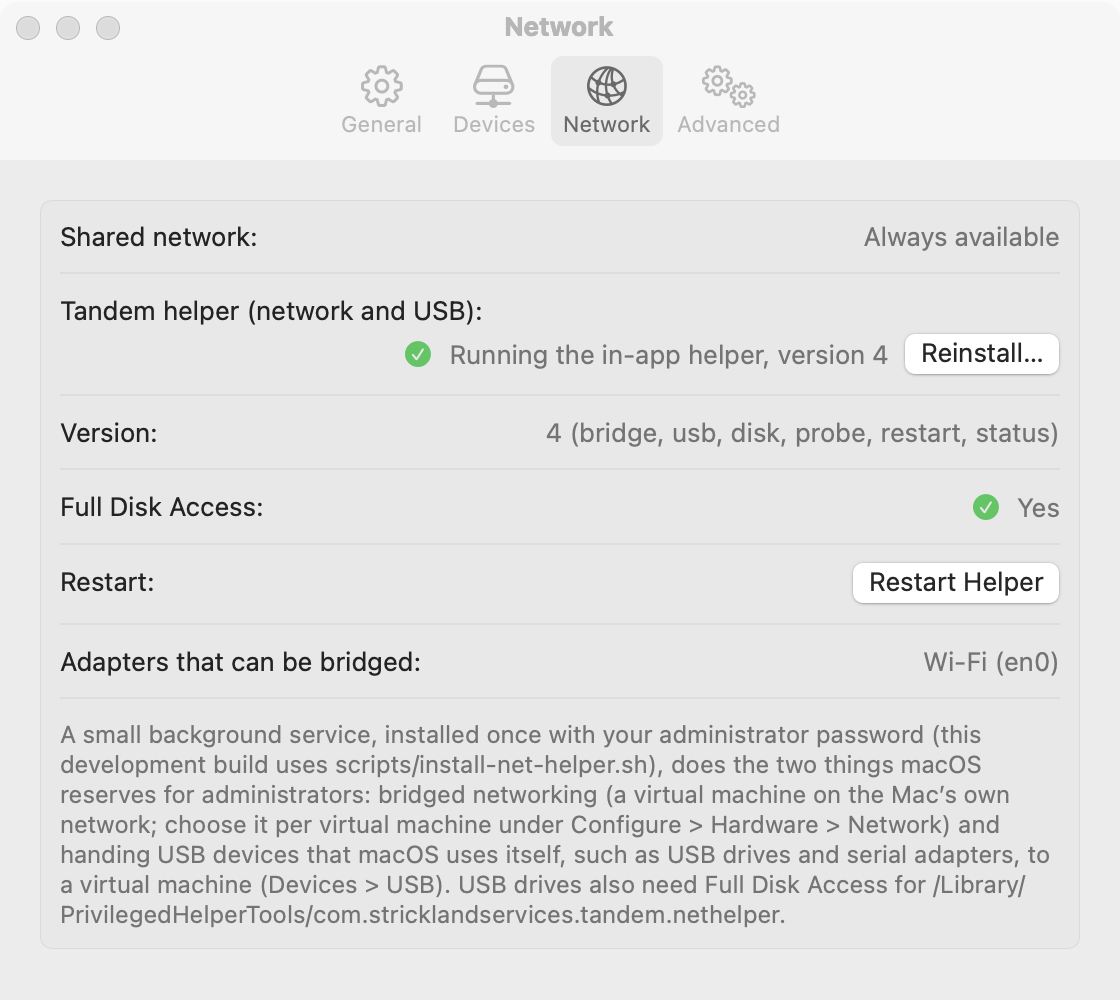 Network
General
Devices
Network
Advanced
Shared network:
Always available
Tandem helper (network and USB):
Running the in-app helper, version 4
Reinstall...
Version:
4 (bridge, usb, disk, probe, restart, status)
Full Disk Access:
Yes
Restart:
Restart Helper
Adapters that can be bridged:
Wi-Fi (en0)
A small background service, installed once with your administrator password (this
development build uses scripts/install-net-helper.sh), does the two things macOS
reserves for administrators: bridged networking (a virtual machine on the Mac’s own
network; choose it per virtual machine under Configure > Hardware > Network) and
handing USB devices that macOS uses itself, such as USB drives and serial adapters, to
a virtual machine (Devices > USB). USB drives also need Full Disk Access for /Library/
PrivilegedHelperTools/com.stricklandservices.tandem.nethelper.